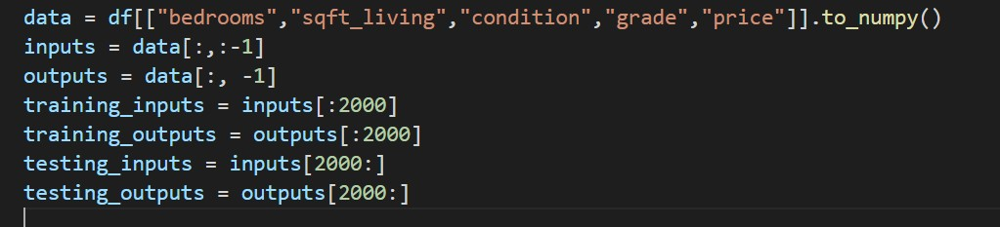 data = df[["bedrooms","sqft_living","condition","grade","price"]].to_numpy()
inputs = data[:,:-1]
outputs = data[:, -1]
training_inputs = inputs[:2000]
training_outputs = outputs[:2000]
testing_inputs = inputs[2000:]
testing_outputs = outputs[2000:]